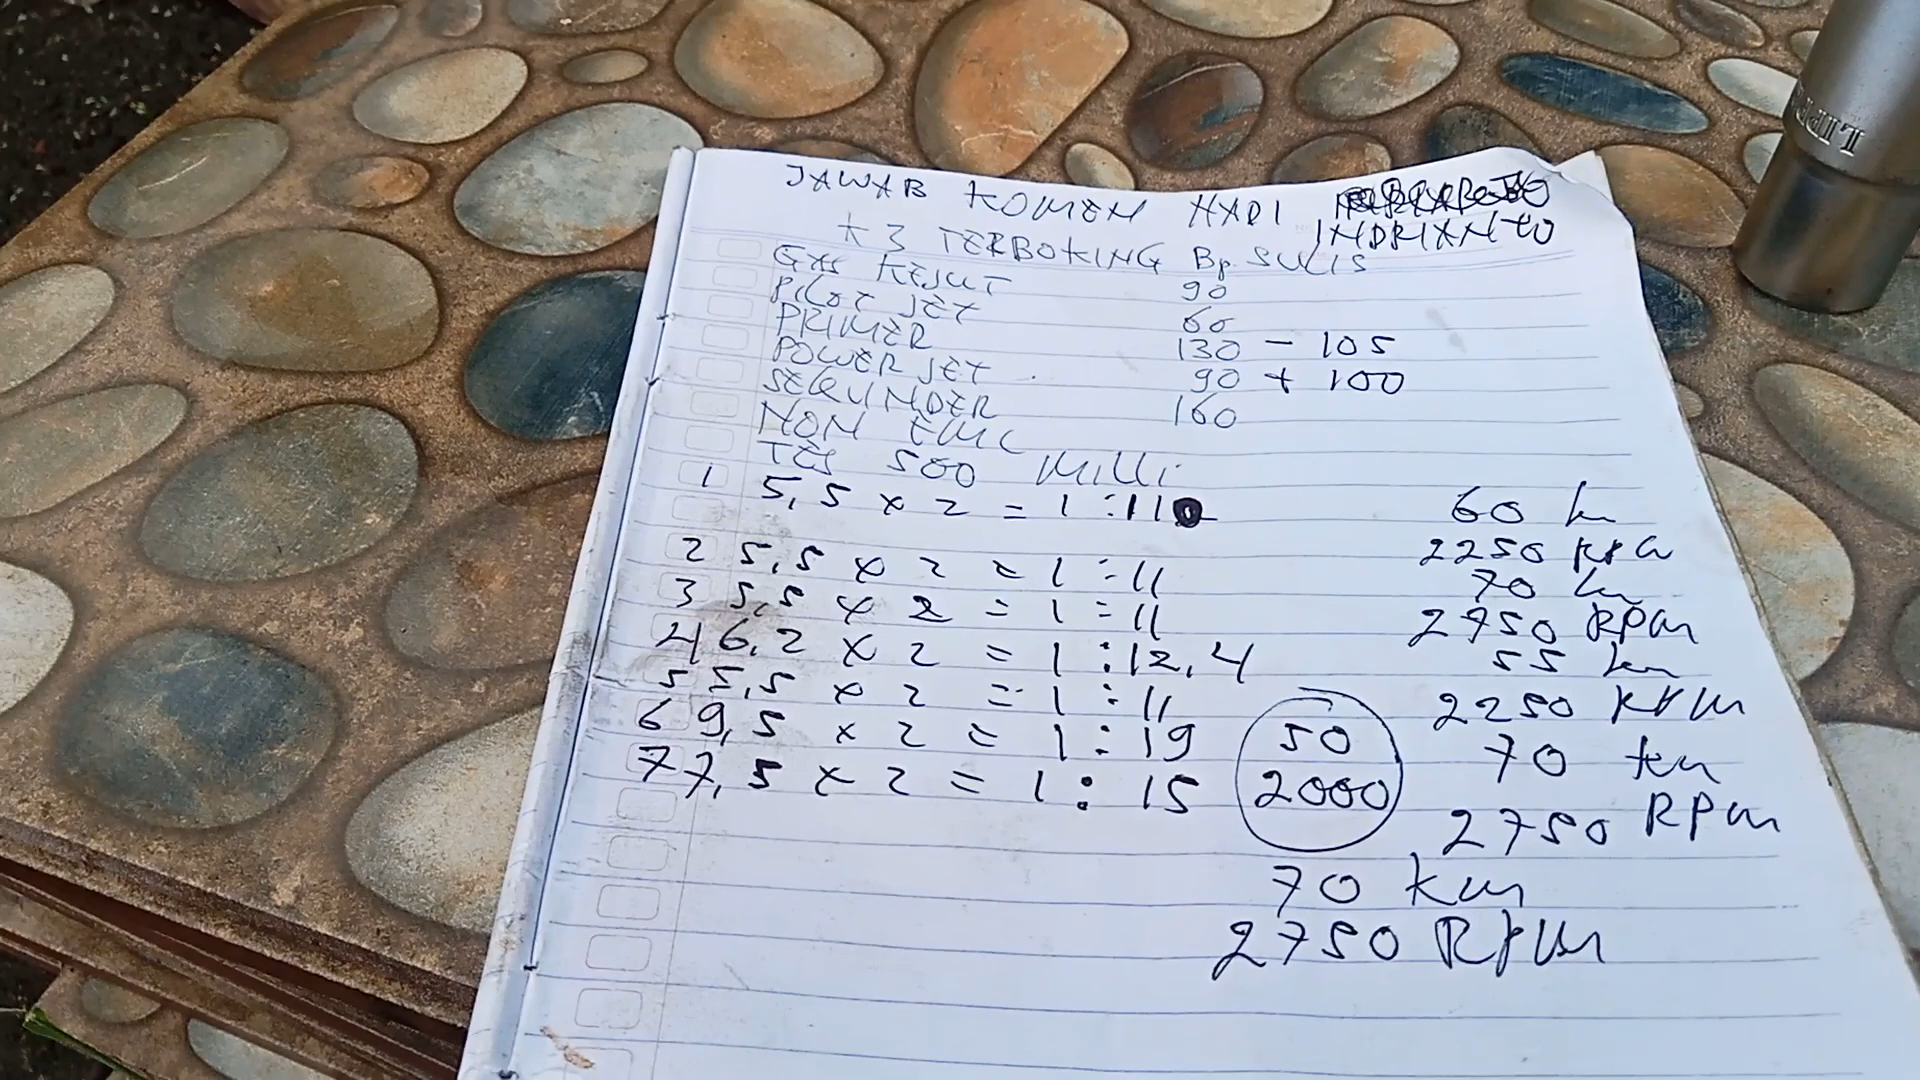 JAWAB KOMEN HADI
INDRIXNTO
K 3 TERBOKING Bp. SULIS
GXS KEJUT 90
PILOT JET 60
PRIMER 130 - 105
POWER JET 90 + 100
SEKUNDER 160
NON EMC
TES 500 Milli
1 5,5 x 2 = 1 : 11
2 5,5 x 2 = 1 : 11
3 5,5 x 2 = 1 : 11
4 6,2 x 2 = 1 : 12,4
5 5,5 x 2 = 1 : 11
6 9,5 x 2 = 1 : 19
7 7,5 x 2 = 1 : 15
50
2000
60 km
2250 RPM
70 km
2750 RPM
55 km
2250 RPM
70 km
2750 RPM
70 km
2750 RPM